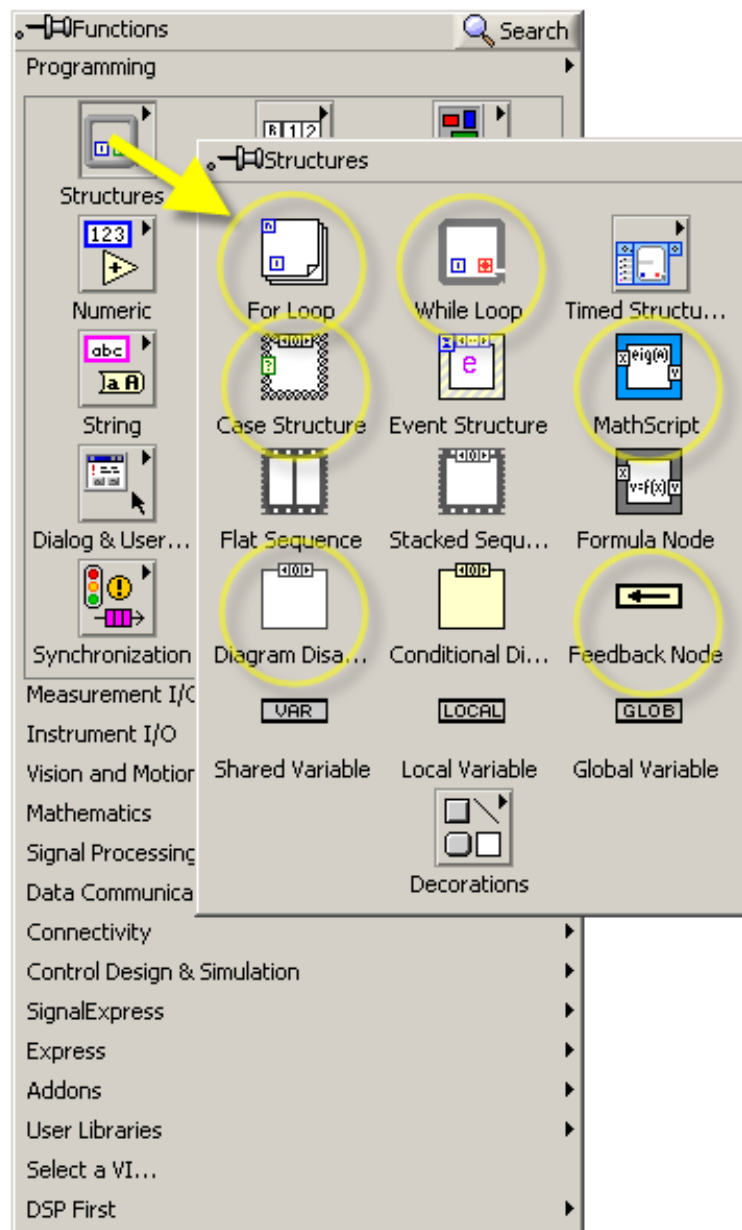 Functions
Search
Programming
Structures
Structures
For Loop
While Loop
Timed Structu...
123
Numeric
abc
a A
String
eig(A)
Case Structure
Event Structure
MathScript
v=f(x)
Dialog & User...
Flat Sequence
Stacked Sequ...
Formula Node
Synchronization
Diagram Disa...
Conditional Di...
Feedback Node
Measurement I/O
VAR
LOCAL
GLOB
Instrument I/O
Vision and Motion
Shared Variable
Local Variable
Global Variable
Mathematics
Signal Processing
Data Communica
Decorations
Connectivity
Control Design & Simulation
SignalExpress
Express
Addons
User Libraries
Select a VI...
DSP First